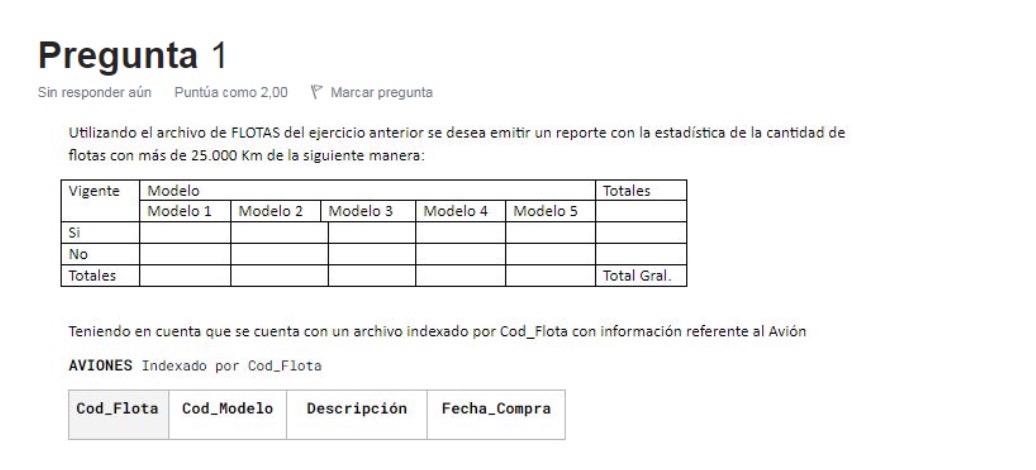 Pregunta 1
Sin responder aún Puntúa como 2,00 Marcar pregunta
Utilizando el archivo de FLOTAS del ejercicio anterior se desea emitir un reporte con la estadística de la cantidad de
flotas con más de 25.000 Km de la siguiente manera:
Vigente Modelo Totales
Modelo 1 Modelo 2 Modelo 3 Modelo 4 Modelo 5
Si
No
Totales Total Gral.
Teniendo en cuenta que se cuenta con un archivo indexado por Cod_Flota con información referente al Avión
AVIONES Indexado por Cod_Flota
Cod_Flota Cod_Modelo Descripción Fecha_Compra